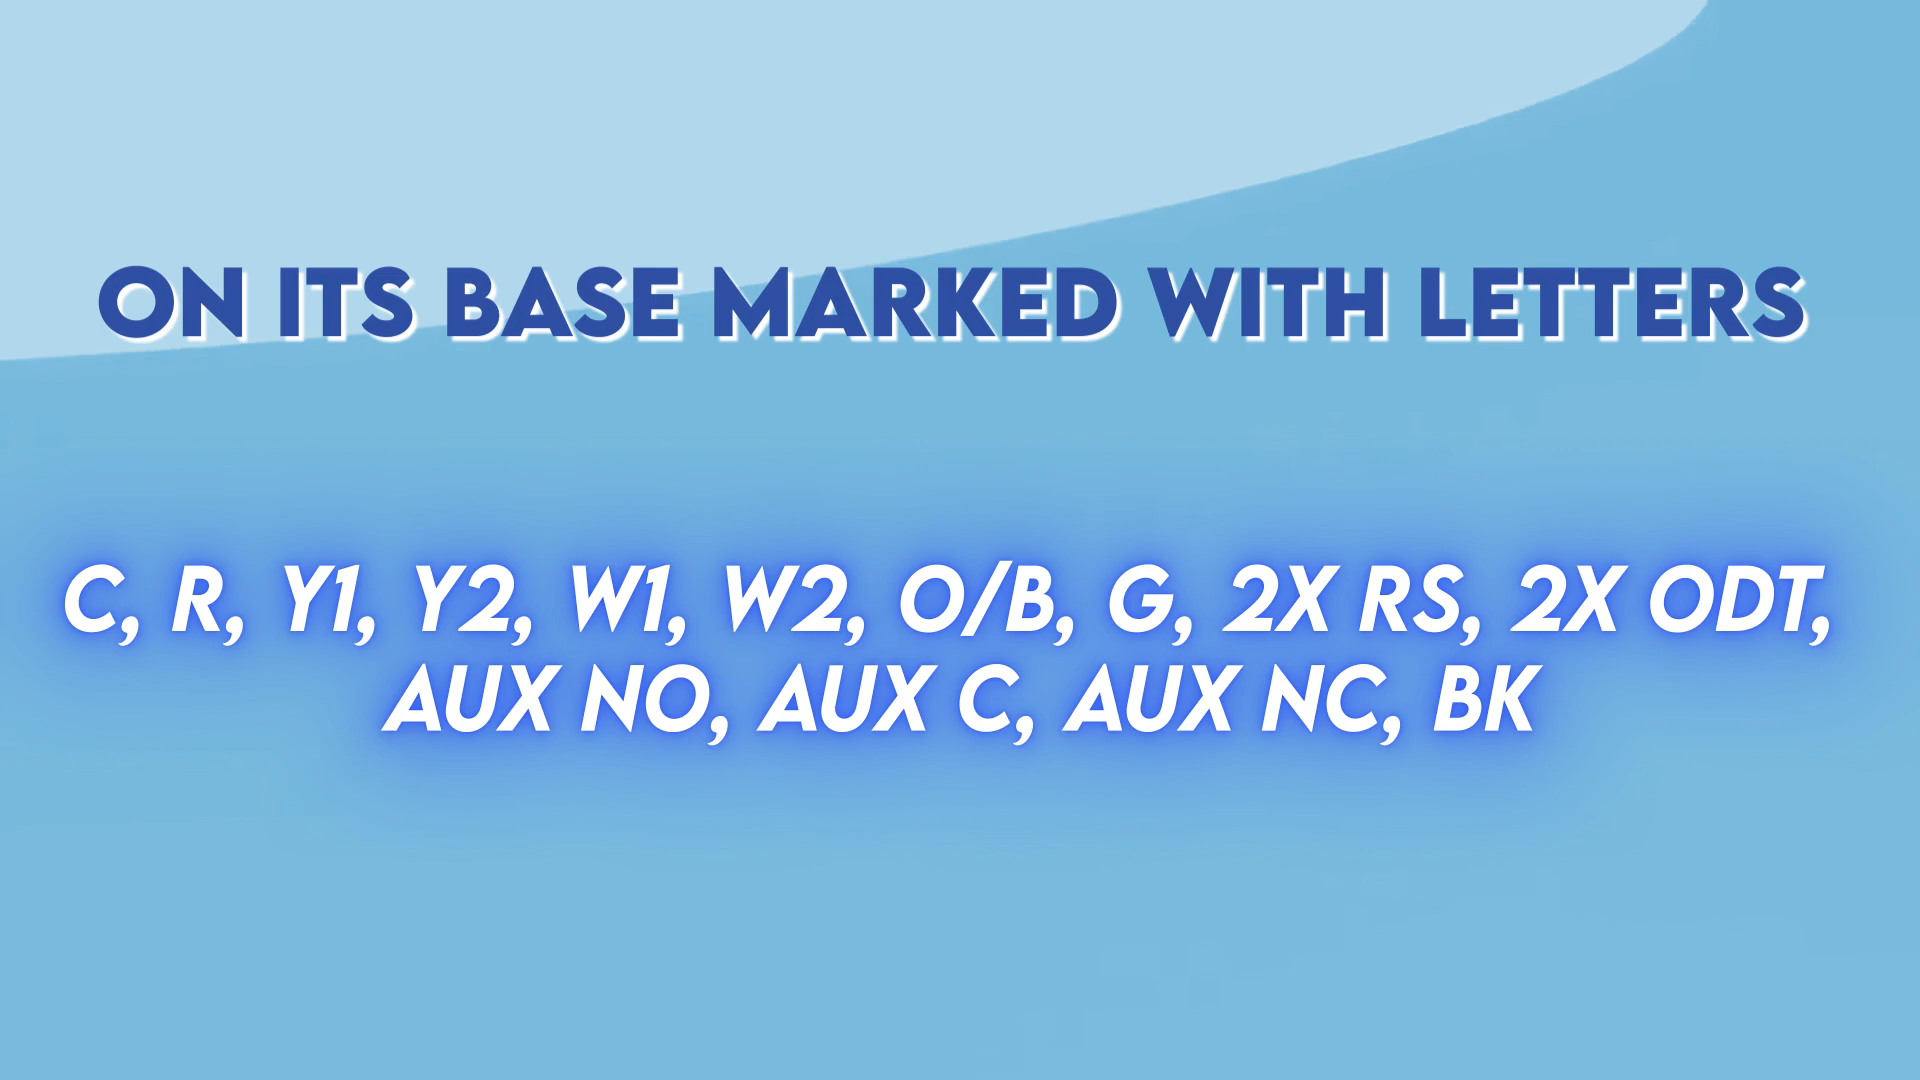 ON ITS BASE MARKED WITH LETTERS
C, R, Y1, Y2, W1, W2, O/B, G, 2X RS, 2X ODT,
AUX NO, AUX C, AUX NC, BK